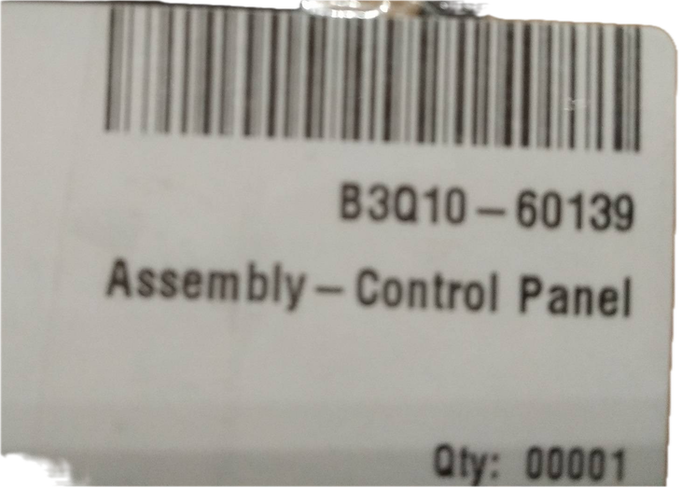 B3Q10-60139
Assembly-Control Panel
Qty: 00001